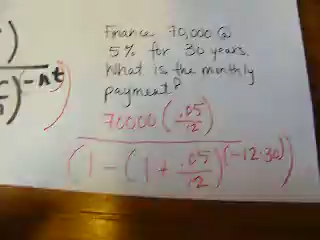 Finance 70,000 @
5% for 30 years.
What is the monthly
payment?
)
-nt
)
70000 (.05/12)
(1 - (1 + .05/12)^(-12·30))